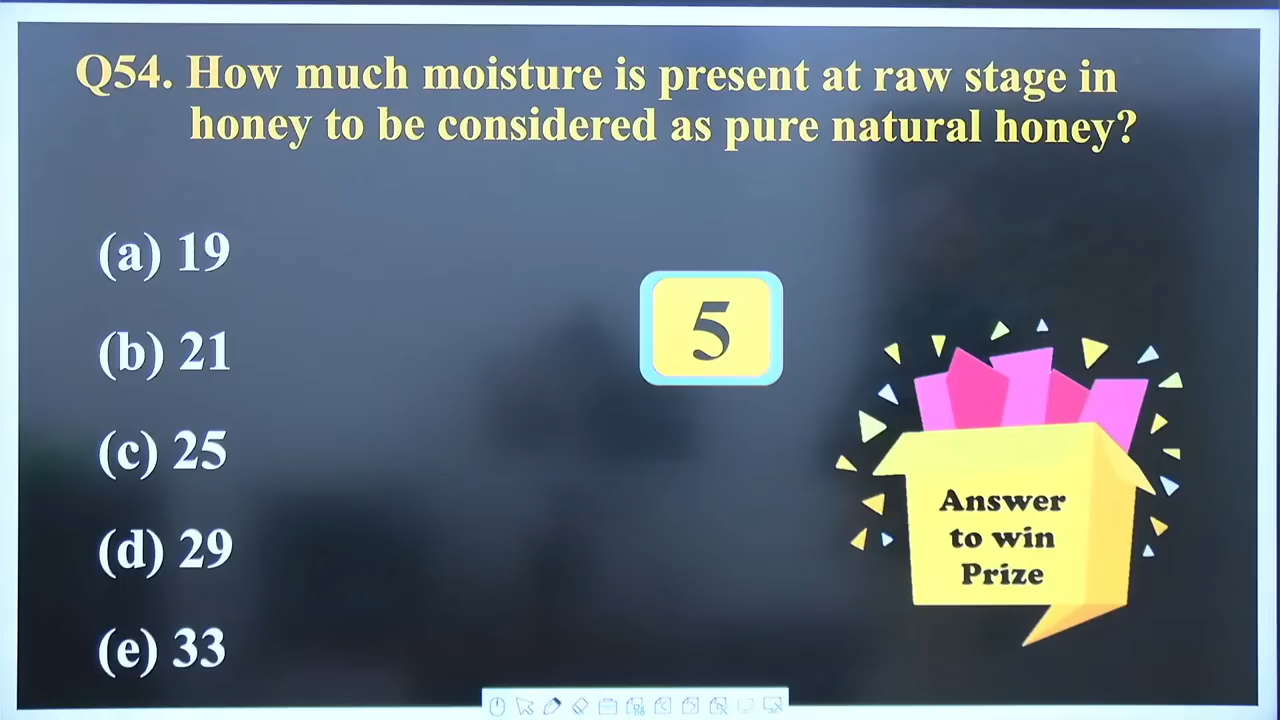 Q54. How much moisture is present at raw stage in
honey to be considered as pure natural honey?
(a) 19
(b) 21
(c) 25
(d) 29
(e) 33
5
Answer
to win
Prize